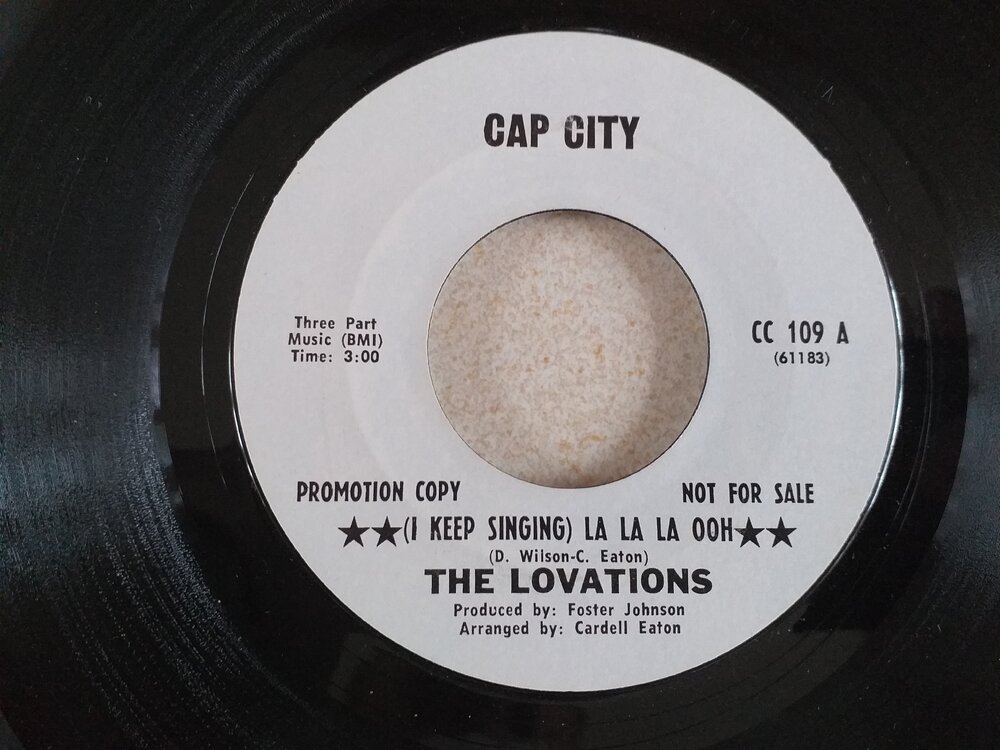 CAP CITY
Three Part
Music (BMI)
Time: 3:00
CC 109 A
(61183)
PROMOTION COPY
NOT FOR SALE
★★(I KEEP SINGING) LA LA LA OOH★★
(D. Wilson-C. Eaton)
THE LOVATIONS
Produced by: Foster Johnson
Arranged by: Cardell Eaton